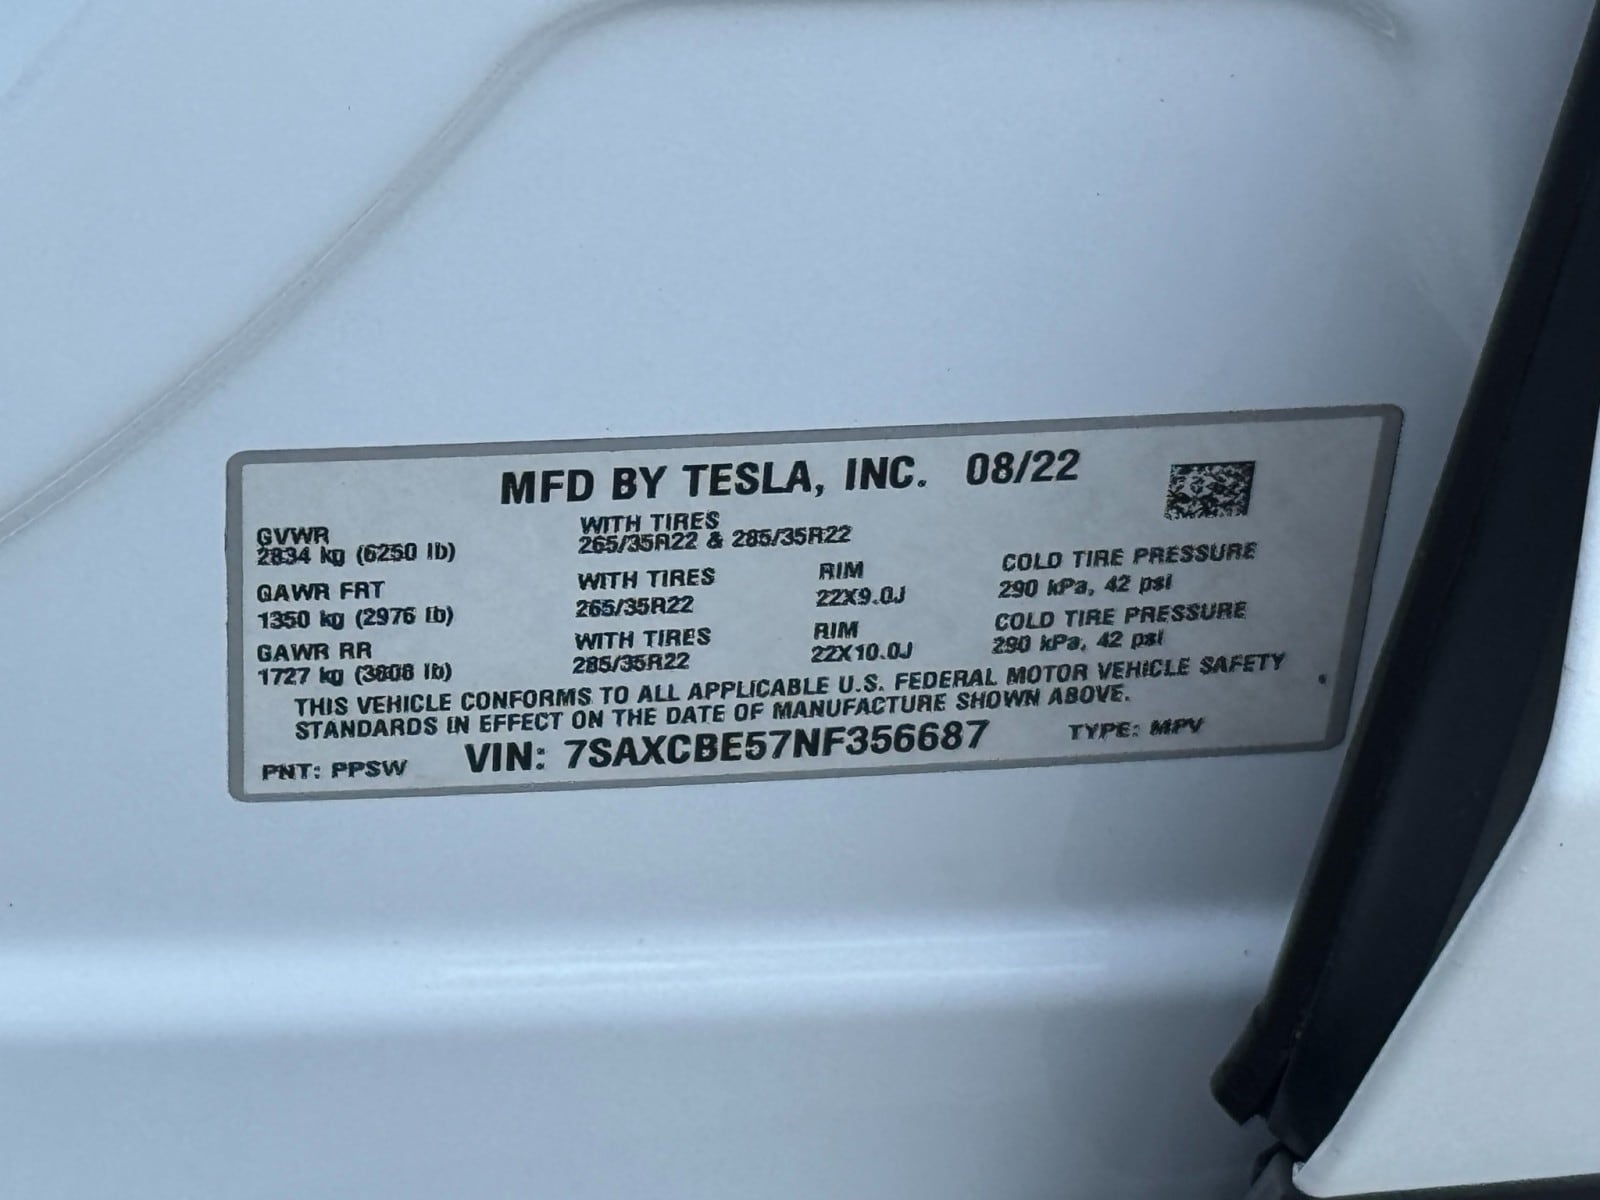 MFD BY TESLA, INC. 08/22
GVWR
2834 kg (6250 lb)
WITH TIRES
265/35R22 & 285/35R22
GAWR FRT
1350 kg (2976 lb)
WITH TIRES
265/35R22
RIM
22X9.0J
COLD TIRE PRESSURE
290 kPa, 42 psi
GAWR RR
1727 kg (3808 lb)
WITH TIRES
285/35R22
RIM
22X10.0J
COLD TIRE PRESSURE
290 kPa, 42 psi
THIS VEHICLE CONFORMS TO ALL APPLICABLE U.S. FEDERAL MOTOR VEHICLE SAFETY
STANDARDS IN EFFECT ON THE DATE OF MANUFACTURE SHOWN ABOVE.
PNT: PPSW VIN: 7SAXCBE57NF356687 TYPE: MPV